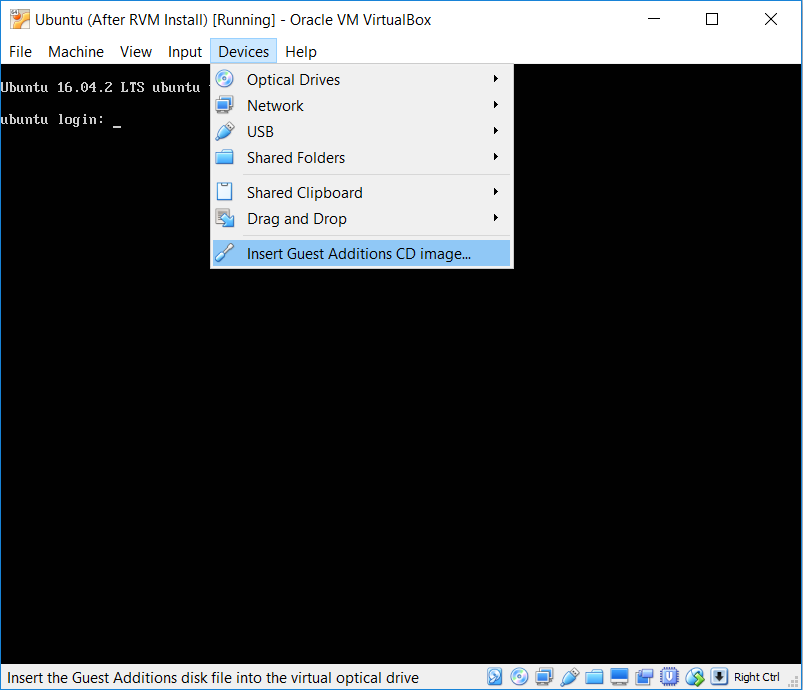 Ubuntu (After RVM Install) [Running] - Oracle VM VirtualBox
File Machine View Input Devices Help
Ubuntu 16.04.2 LTS ubuntu
ubuntu login: _
Optical Drives
Network
USB
Shared Folders
Shared Clipboard
Drag and Drop
Insert Guest Additions CD image...
Insert the Guest Additions disk file into the virtual optical drive
Right Ctrl